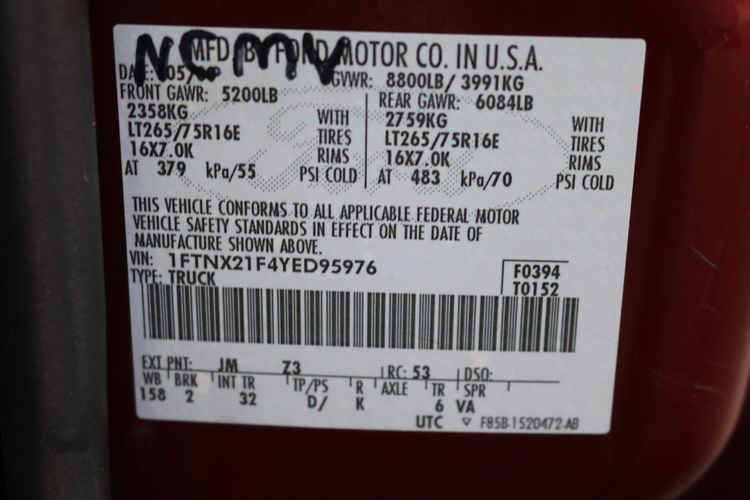 NCMV
MFD BY FORD MOTOR CO. IN U.S.A.
DATE: 05/ GVWR: 8800LB/ 3991KG
FRONT GAWR: 5200LB REAR GAWR: 6084LB
2358KG WITH 2759KG WITH
LT265/75R16E TIRES LT265/75R16E TIRES
16X7.0K RIMS 16X7.0K RIMS
AT 379 kPa/55 PSI COLD AT 483 kPa/70 PSI COLD
THIS VEHICLE CONFORMS TO ALL APPLICABLE FEDERAL MOTOR
VEHICLE SAFETY STANDARDS IN EFFECT ON THE DATE OF
MANUFACTURE SHOWN ABOVE.
VIN: 1FTNX21F4YED95976 F0394
TYPE: TRUCK T0152
EXT PNT: JM Z3 RC: 53 DSO:
WB BRK INT TR TP/PS R AXLE TR SPR
158 2 32 D/ K 6 VA
UTC ▽ F85B-1520472-AB